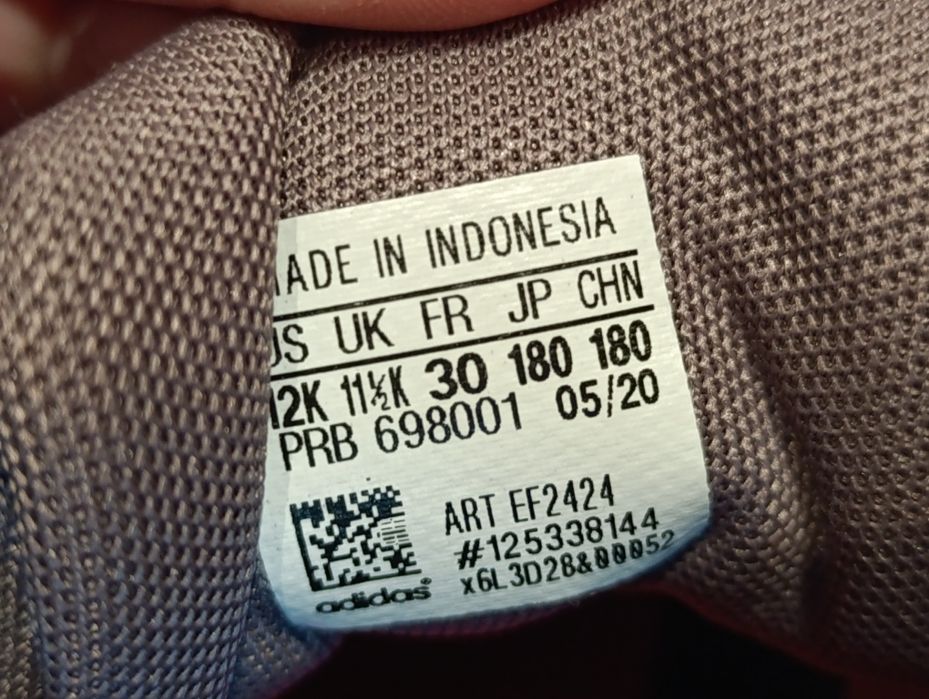 MADE IN INDONESIA
US UK FR JP CHN
12K 11½K 30 180 180
PRB 698001 05/20
ART EF2424
#125338144
x6L3D28&00052
adidas®